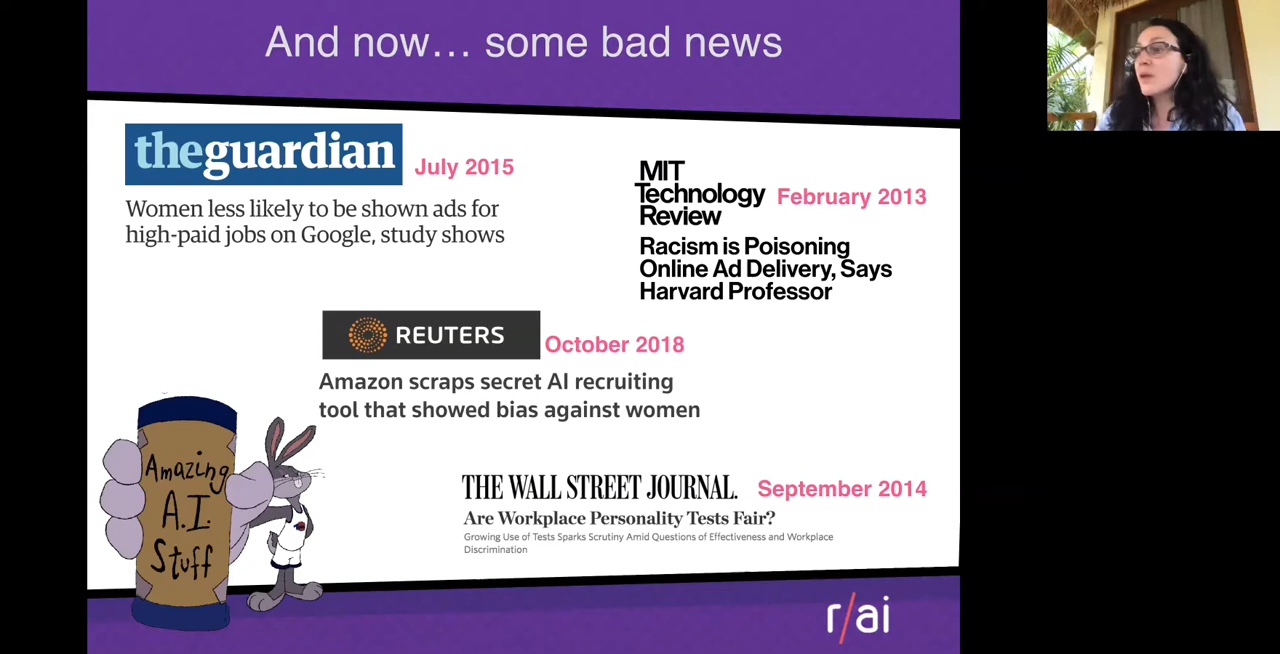 And now… some bad news
theguardian July 2015
Women less likely to be shown ads for
high-paid jobs on Google, study shows
MIT
Technology
Review
February 2013
Racism is Poisoning
Online Ad Delivery, Says
Harvard Professor
REUTERS October 2018
Amazon scraps secret AI recruiting
tool that showed bias against women
Amazing
A.I.
Stuff
THE WALL STREET JOURNAL. September 2014
Are Workplace Personality Tests Fair?
Growing Use of Tests Sparks Scrutiny Amid Questions of Effectiveness and Workplace
Discrimination
r/ai